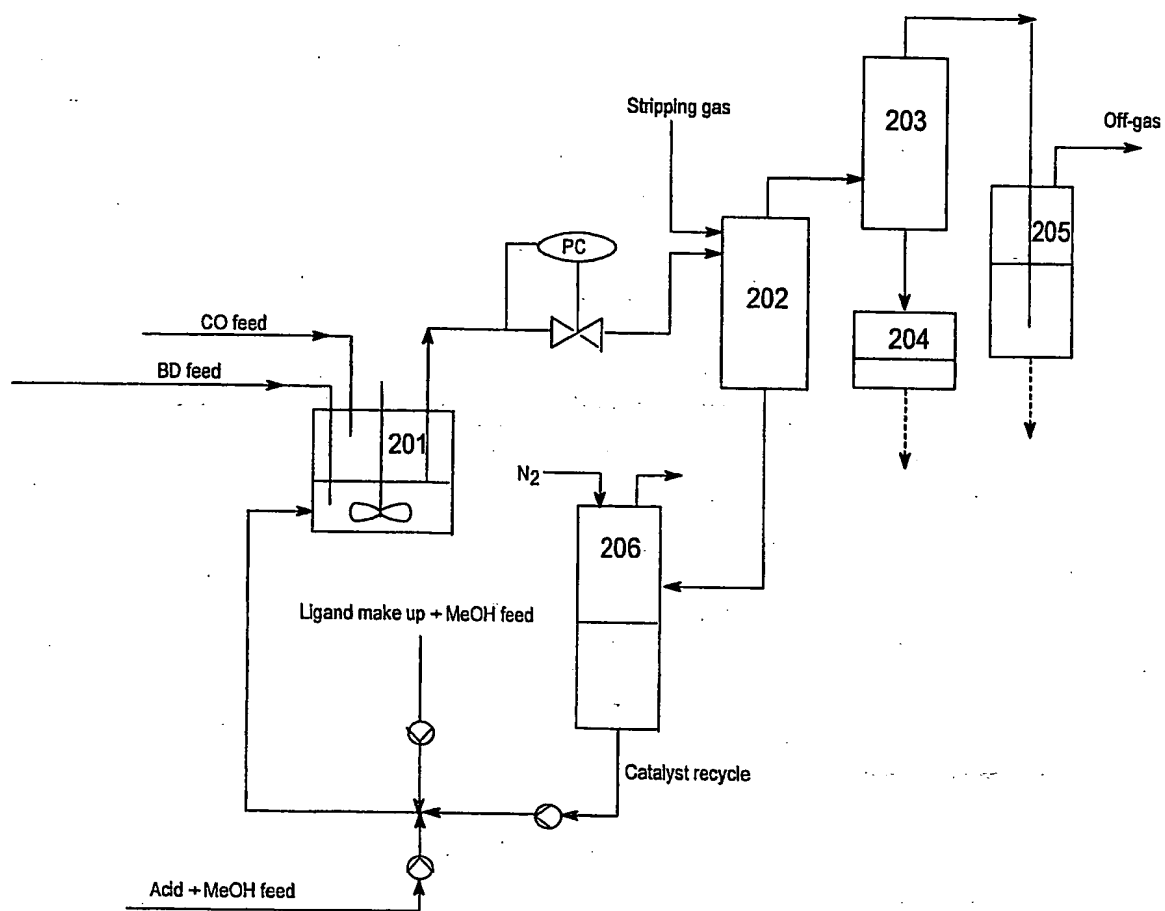 203
Stripping gas
Off-gas
205
PC
202
CO feed
204
BD feed
201
N2
206
Ligand make up + MeOH feed
Catalyst recycle
Acid + MeOH feed